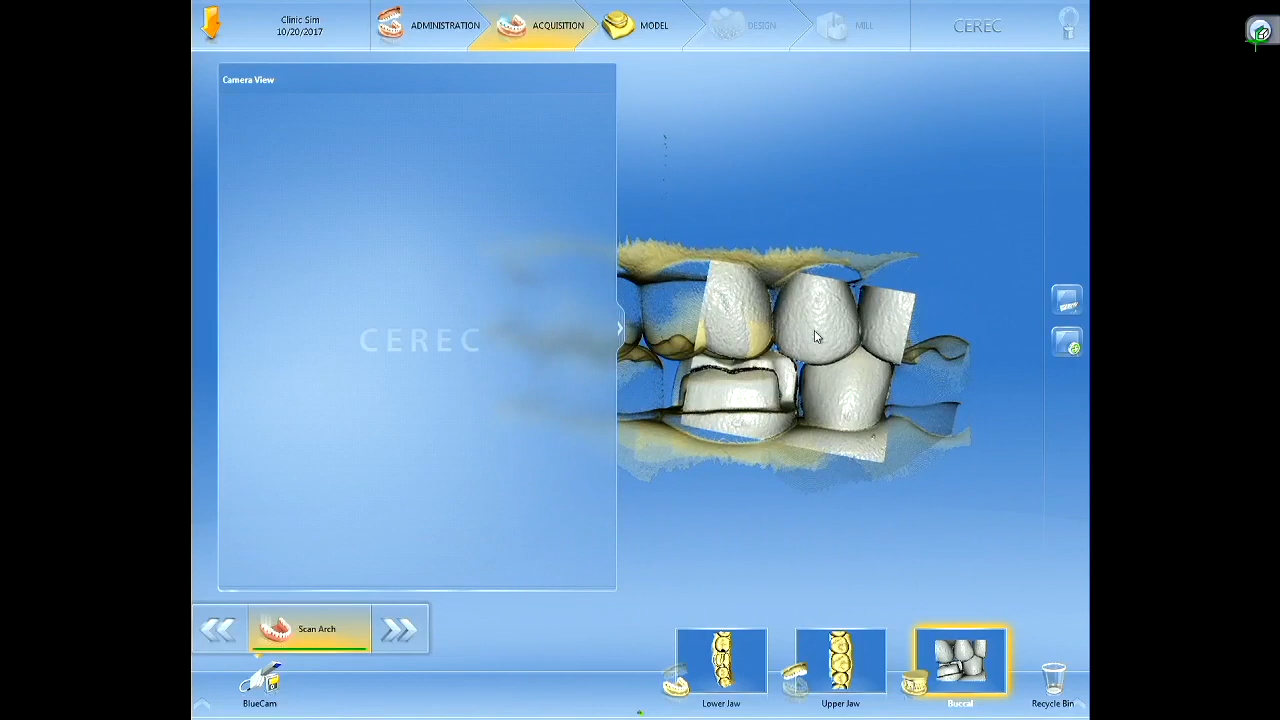 Clinic Sim
10/20/2017
ADMINISTRATION
ACQUISITION
MODEL
DESIGN
MILL
CEREC
Camera View
CEREC
Scan Arch
BlueCam
Lower Jaw
Upper Jaw
Buccal
Recycle Bin